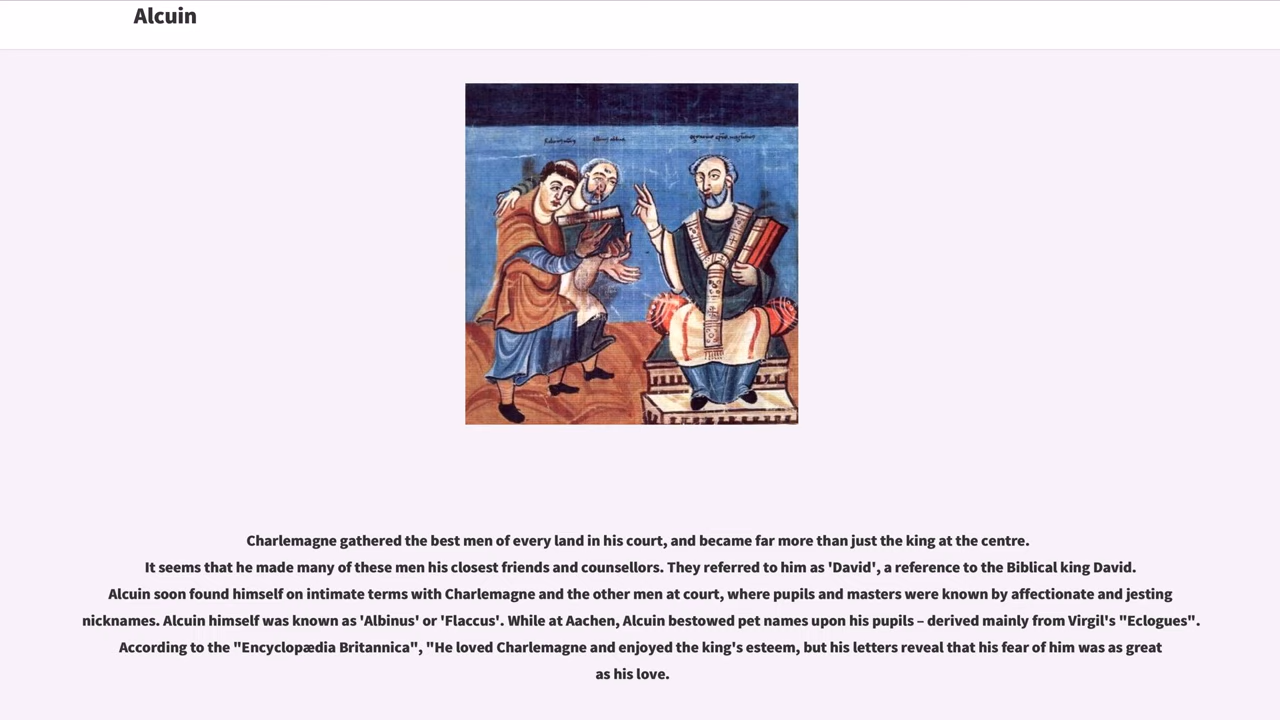 Alcuin
Charlemagne gathered the best men of every land in his court, and became far more than just the king at the centre.
It seems that he made many of these men his closest friends and counsellors. They referred to him as 'David', a reference to the Biblical king David.
Alcuin soon found himself on intimate terms with Charlemagne and the other men at court, where pupils and masters were known by affectionate and jesting
nicknames. Alcuin himself was known as 'Albinus' or 'Flaccus'. While at Aachen, Alcuin bestowed pet names upon his pupils – derived mainly from Virgil's "Eclogues".
According to the "Encyclopædia Britannica", "He loved Charlemagne and enjoyed the king's esteem, but his letters reveal that his fear of him was as great
as his love.